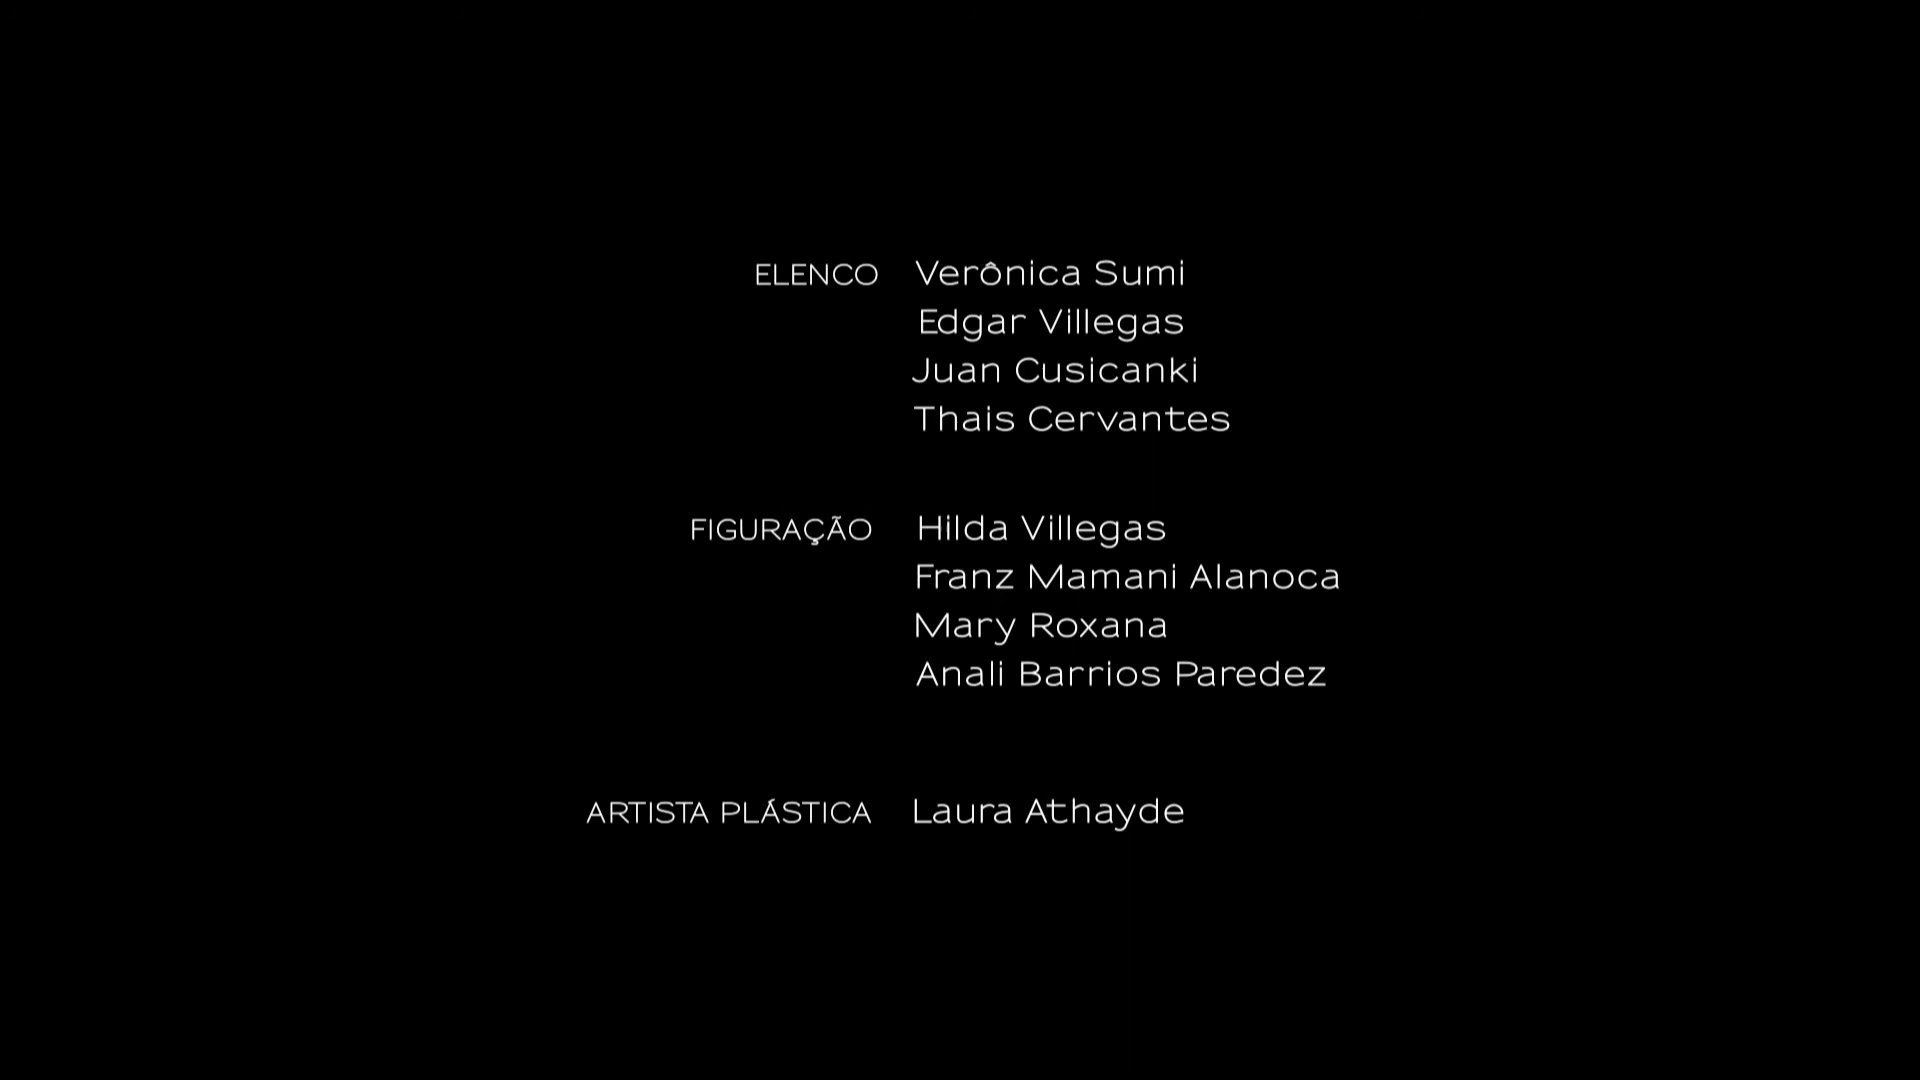 ELENCO Verônica Sumi
Edgar Villegas
Juan Cusicanki
Thais Cervantes
FIGURAÇÃO Hilda Villegas
Franz Mamani Alanoca
Mary Roxana
Anali Barrios Paredez
ARTISTA PLÁSTICA Laura Athayde